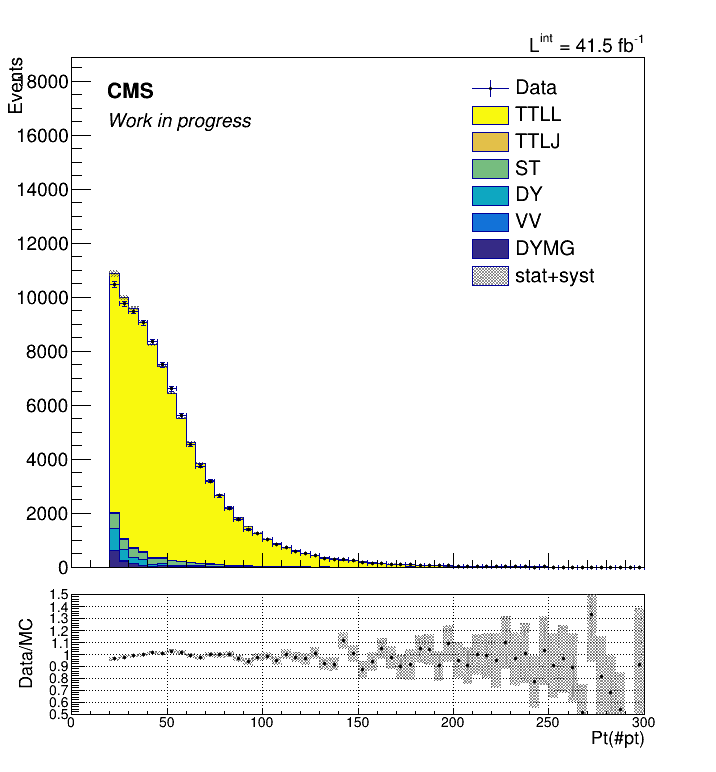 L^int = 41.5 fb^-1
Events
18000
16000
14000
12000
10000
8000
6000
4000
2000
0
CMS
Work in progress
Data
TTLL
TTLJ
ST
DY
VV
DYMG
stat+syst
Data/MC
1.5
1.4
1.3
1.2
1.1
1
0.9
0.8
0.7
0.6
0.5
0 50 100 150 200 250 300
Pt(#pt)